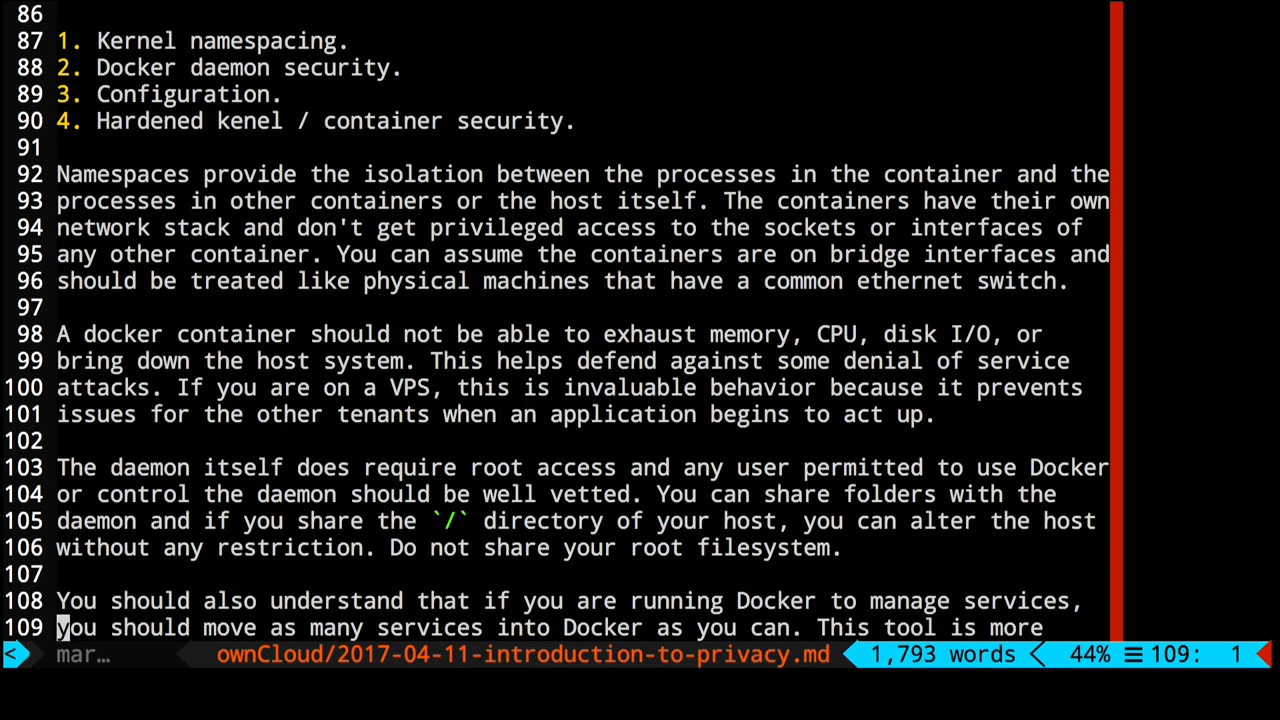 86
87 1. Kernel namespacing.
88 2. Docker daemon security.
89 3. Configuration.
90 4. Hardened kenel / container security.
91
92 Namespaces provide the isolation between the processes in the container and the
93 processes in other containers or the host itself. The containers have their own
94 network stack and don't get privileged access to the sockets or interfaces of
95 any other container. You can assume the containers are on bridge interfaces and
96 should be treated like physical machines that have a common ethernet switch.
97
98 A docker container should not be able to exhaust memory, CPU, disk I/O, or
99 bring down the host system. This helps defend against some denial of service
100 attacks. If you are on a VPS, this is invaluable behavior because it prevents
101 issues for the other tenants when an application begins to act up.
102
103 The daemon itself does require root access and any user permitted to use Docker
104 or control the daemon should be well vetted. You can share folders with the
105 daemon and if you share the `/` directory of your host, you can alter the host
106 without any restriction. Do not share your root filesystem.
107
108 You should also understand that if you are running Docker to manage services,
109 you should move as many services into Docker as you can. This tool is more
< mar… ownCloud/2017-04-11-introduction-to-privacy.md 1,793 words < 44% ☰ 109: 1